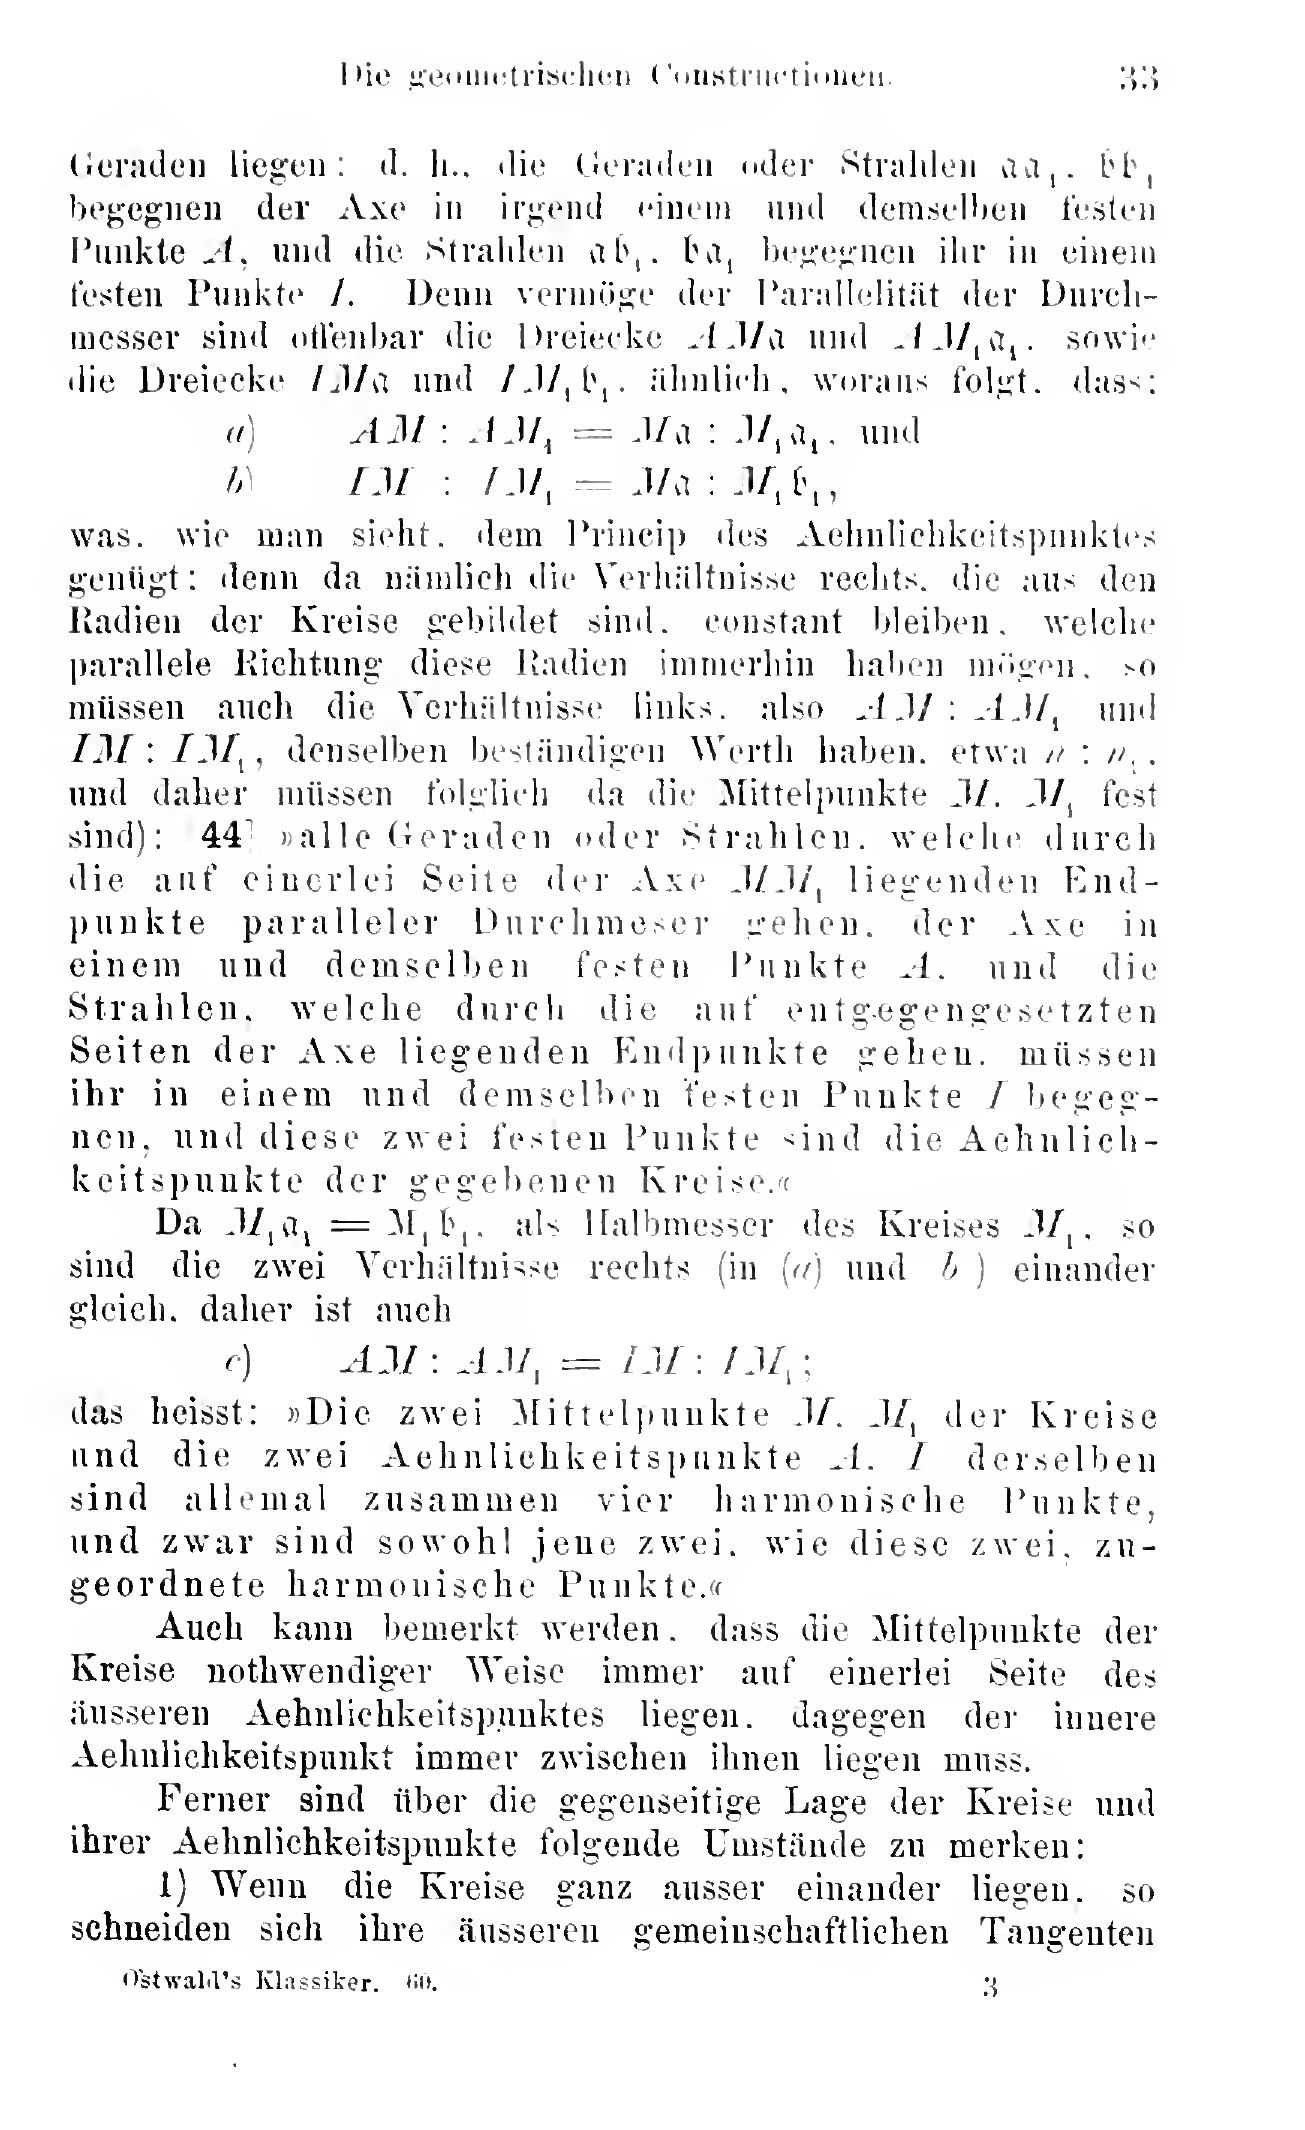 Die geometrischen Constructionen. 33
Geraden liegen: d. h., die Geraden oder Strahlen 𝔞𝔞₁, 𝔟𝔟₁
begegnen der Axe in irgend einem und demselben festen
Punkte A, und die Strahlen 𝔞𝔟₁, 𝔟𝔞₁ begegnen ihr in einem
festen Punkte I. Denn vermöge der Parallelität der Durch-
messer sind offenbar die Dreiecke AM𝔞 und AM₁𝔞₁, sowie
die Dreiecke IM𝔞 und IM₁𝔟₁, ähnlich, woraus folgt, dass:
a) AM : AM₁ = M𝔞 : M₁𝔞₁, und
b) IM : IM₁ = M𝔞 : M₁𝔟₁,
was, wie man sieht, dem Princip des Aehnlichkeitspunktes
genügt: denn da nämlich die Verhältnisse rechts, die aus den
Radien der Kreise gebildet sind, constant bleiben, welche
parallele Richtung diese Radien immerhin haben mögen, so
müssen auch die Verhältnisse links, also AM : AM₁ und
IM : IM₁, denselben beständigen Werth haben, etwa n : n₁,
und daher müssen folglich da die Mittelpunkte M, M₁ fest
sind): 44] »alle Geraden oder Strahlen, welche durch
die auf einerlei Seite der Axe MM₁ liegenden End-
punkte paralleler Durchmeser gehen, der Axe in
einem und demselben festen Punkte A, und die
Strahlen, welche durch die auf entgegengesetzten
Seiten der Axe liegenden Endpunkte gehen, müssen
ihr in einem und demselben festen Punkte I begeg-
nen, und diese zwei festen Punkte sind die Aehnlich-
keitspunkte der gegebenen Kreise.«
Da M₁𝔞₁ = M₁𝔟₁, als Halbmesser des Kreises M₁, so
sind die zwei Verhältnisse rechts (in (a) und b ) einander
gleich, daher ist auch
c) AM : AM₁ = IM : IM₁;
das heisst: »Die zwei Mittelpunkte M, M₁ der Kreise
und die zwei Aehnlichkeitspunkte A, I derselben
sind allemal zusammen vier harmonische Punkte,
und zwar sind sowohl jene zwei, wie diese zwei, zu-
geordnete harmonische Punkte.«
Auch kann bemerkt werden, dass die Mittelpunkte der
Kreise nothwendiger Weise immer auf einerlei Seite des
äusseren Aehnlichkeitspunktes liegen, dagegen der innere
Aehnlichkeitspunkt immer zwischen ihnen liegen muss.
Ferner sind über die gegenseitige Lage der Kreise und
ihrer Aehnlichkeitspunkte folgende Umstände zu merken:
1) Wenn die Kreise ganz ausser einander liegen, so
schneiden sich ihre äusseren gemeinschaftlichen Tangenten
Ostwald's Klassiker. 60. 3